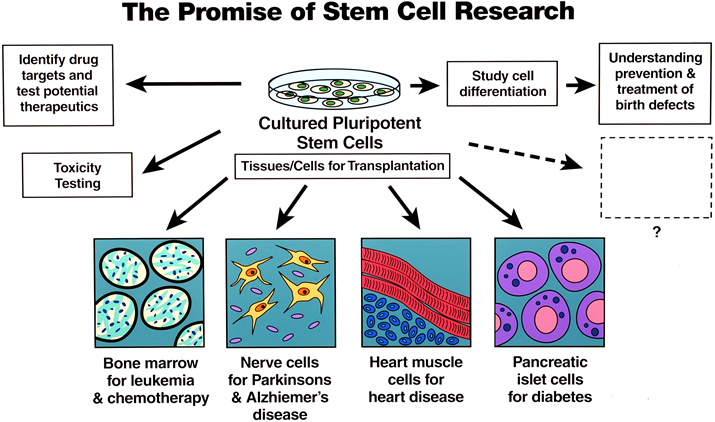 The Promise of Stem Cell Research
Identify drug
targets and
test potential
therapeutics
Study cell
differentiation
Understanding
prevention &
treatment of
birth defects
Cultured Pluripotent
Stem Cells
Toxicity
Testing
Tissues/Cells for Transplantation
?
Bone marrow
for leukemia
& chemotherapy
Nerve cells
for Parkinsons
& Alzhiemer's
disease
Heart muscle
cells for
heart disease
Pancreatic
islet cells
for diabetes